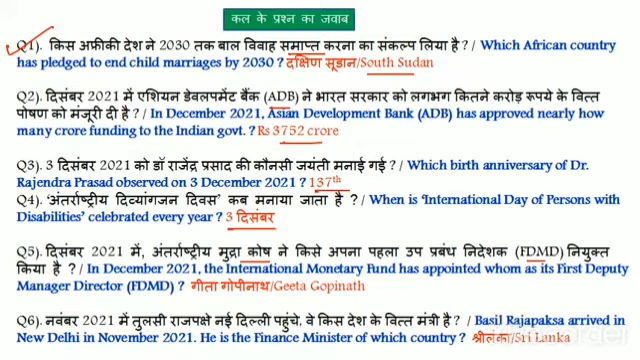 कल के प्रश्न का जवाब
Q1). किस अफ्रीकी देश ने 2030 तक बाल विवाह समाप्त करना का संकल्प लिया है ? / Which African country
has pledged to end child marriages by 2030 ? दक्षिण सूडान/South Sudan
Q2). दिसंबर 2021 में एशियन डेवलपमेंट बैंक (ADB) ने भारत सरकार को लगभग कितने करोड़ रूपये के वित्त
पोषण को मंजूरी दी है ? / In December 2021, Asian Development Bank (ADB) has approved nearly how
many crore funding to the Indian govt. ? Rs 3752 crore
Q3). 3 दिसंबर 2021 को डॉ राजेंद्र प्रसाद की कौनसी जयंती मनाई गई ? / Which birth anniversary of Dr.
Rajendra Prasad observed on 3 December 2021 ? 137th
Q4). ‘अंतर्राष्ट्रीय दिव्यांगजन दिवस’ कब मनाया जाता है ? / When is ‘International Day of Persons with
Disabilities’ celebrated every year ? 3 दिसंबर
Q5). दिसंबर 2021 में, अंतर्राष्ट्रीय मुद्रा कोष ने किसे अपना पहला उप प्रबंध निदेशक (FDMD) नियुक्त
किया है ? / In December 2021, the International Monetary Fund has appointed whom as its First Deputy
Manager Director (FDMD) ? गीता गोपीनाथ/Geeta Gopinath
Q6). नवंबर 2021 में तुलसी राजपक्षे नई दिल्ली पहुंचे, वे किस देश के वित्त मंत्री है ? / Basil Rajapaksa arrived in
New Delhi in November 2021. He is the Finance Minister of which country ? श्रीलंका/Sri Lanka